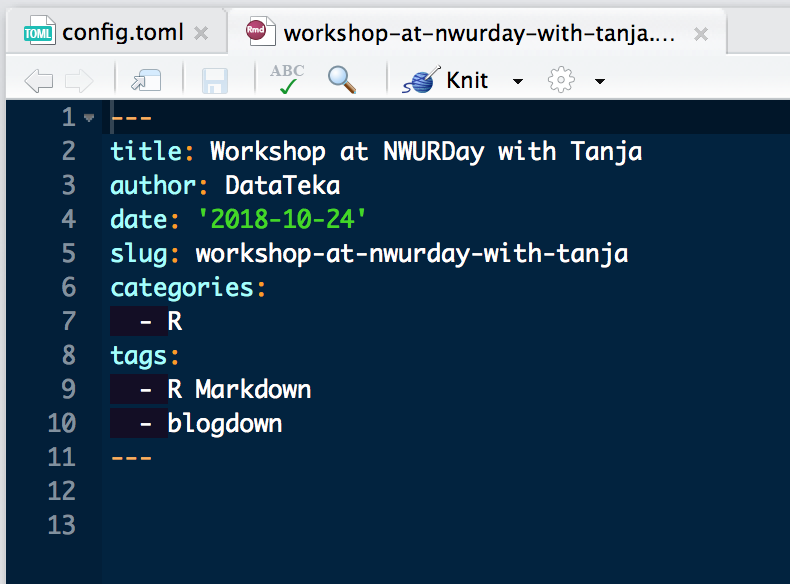 TOML config.toml ×
Rmd workshop-at-nwurday-with-tanja.... ×
ABC Knit
1 ---
2 title: Workshop at NWURDay with Tanja
3 author: DataTeka
4 date: '2018-10-24'
5 slug: workshop-at-nwurday-with-tanja
6 categories:
7   - R
8 tags:
9   - R Markdown
10   - blogdown
11 ---
12
13